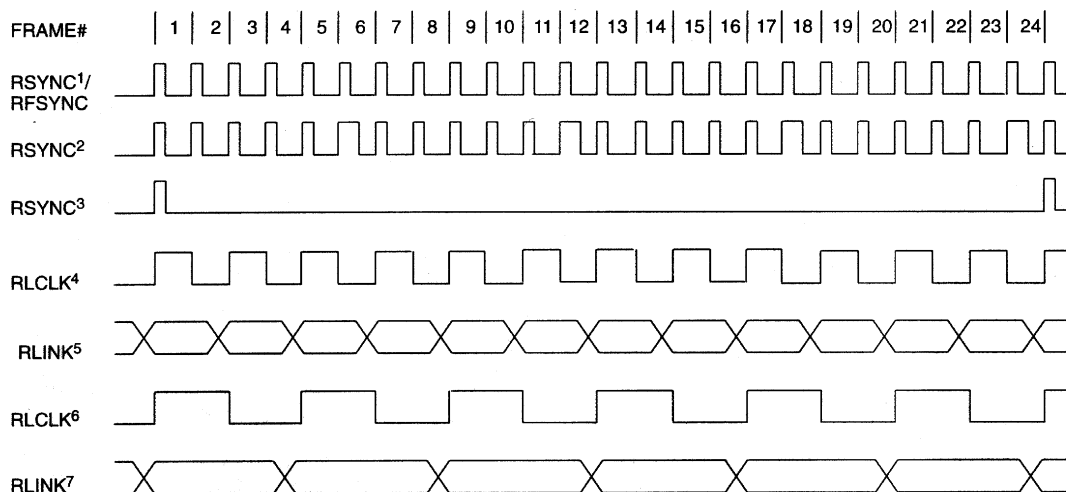 FRAME# 1 2 3 4 5 6 7 8 9 10 11 12 13 14 15 16 17 18 19 20 21 22 23 24
RSYNC¹/
RFSYNC
RSYNC²
RSYNC³
RLCLK⁴
RLINK⁵
RLCLK⁶
RLINK⁷